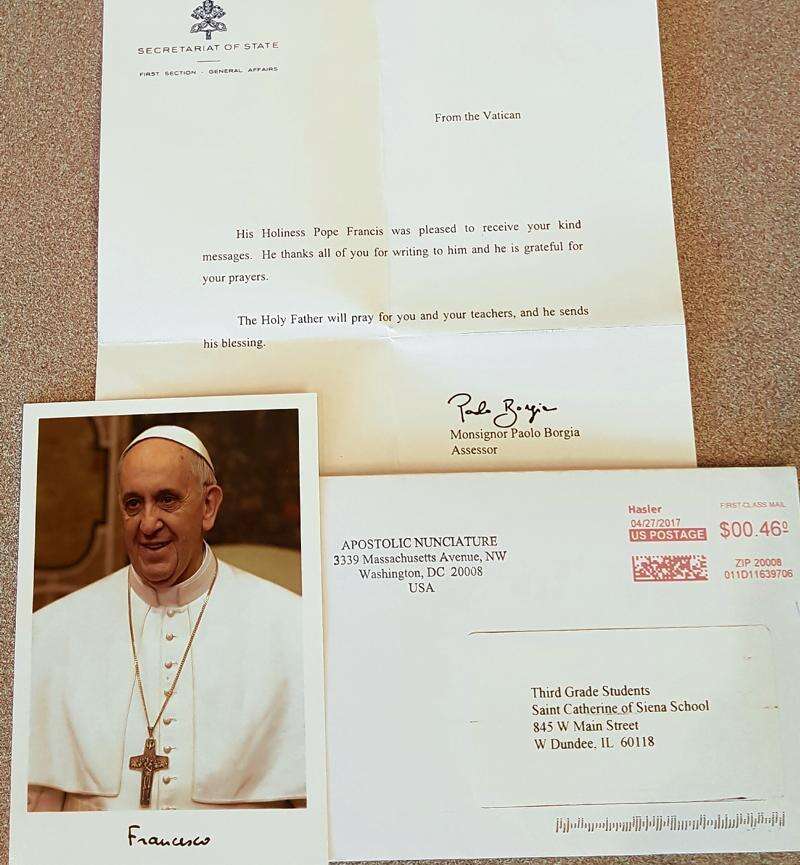 SECRETARIAT OF STATE
FIRST SECTION - GENERAL AFFAIRS
From the Vatican
His Holiness Pope Francis was pleased to receive your kind
messages. He thanks all of you for writing to him and he is grateful for
your prayers.
The Holy Father will pray for you and your teachers, and he sends
his blessing.
Paolo Borgia
Monsignor Paolo Borgia
Assessor
Francesco
APOSTOLIC NUNCIATURE
3339 Massachusetts Avenue, NW
Washington, DC 20008
USA
Hasler
04/27/2017
US POSTAGE
FIRST-CLASS MAIL
$00.46⁰
ZIP 20008
011D11639706
Third Grade Students
Saint Catherine of Siena School
845 W Main Street
W Dundee, IL 60118